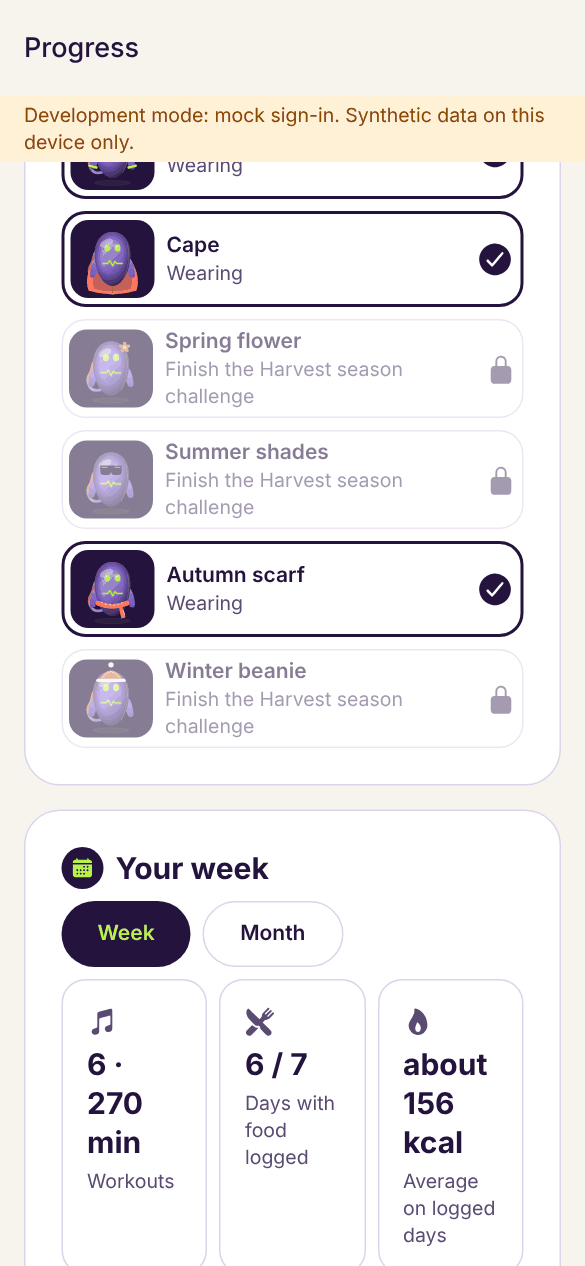 Progress
Development mode: mock sign-in. Synthetic data on this
device only.
Wearing
Cape
Wearing
Spring flower
Finish the Harvest season
challenge
Summer shades
Finish the Harvest season
challenge
Autumn scarf
Wearing
Winter beanie
Finish the Harvest season
challenge
Your week
Week
Month
6 ·
270
min
Workouts
6 / 7
Days with
food
logged
about
156
kcal
Average
on logged
days